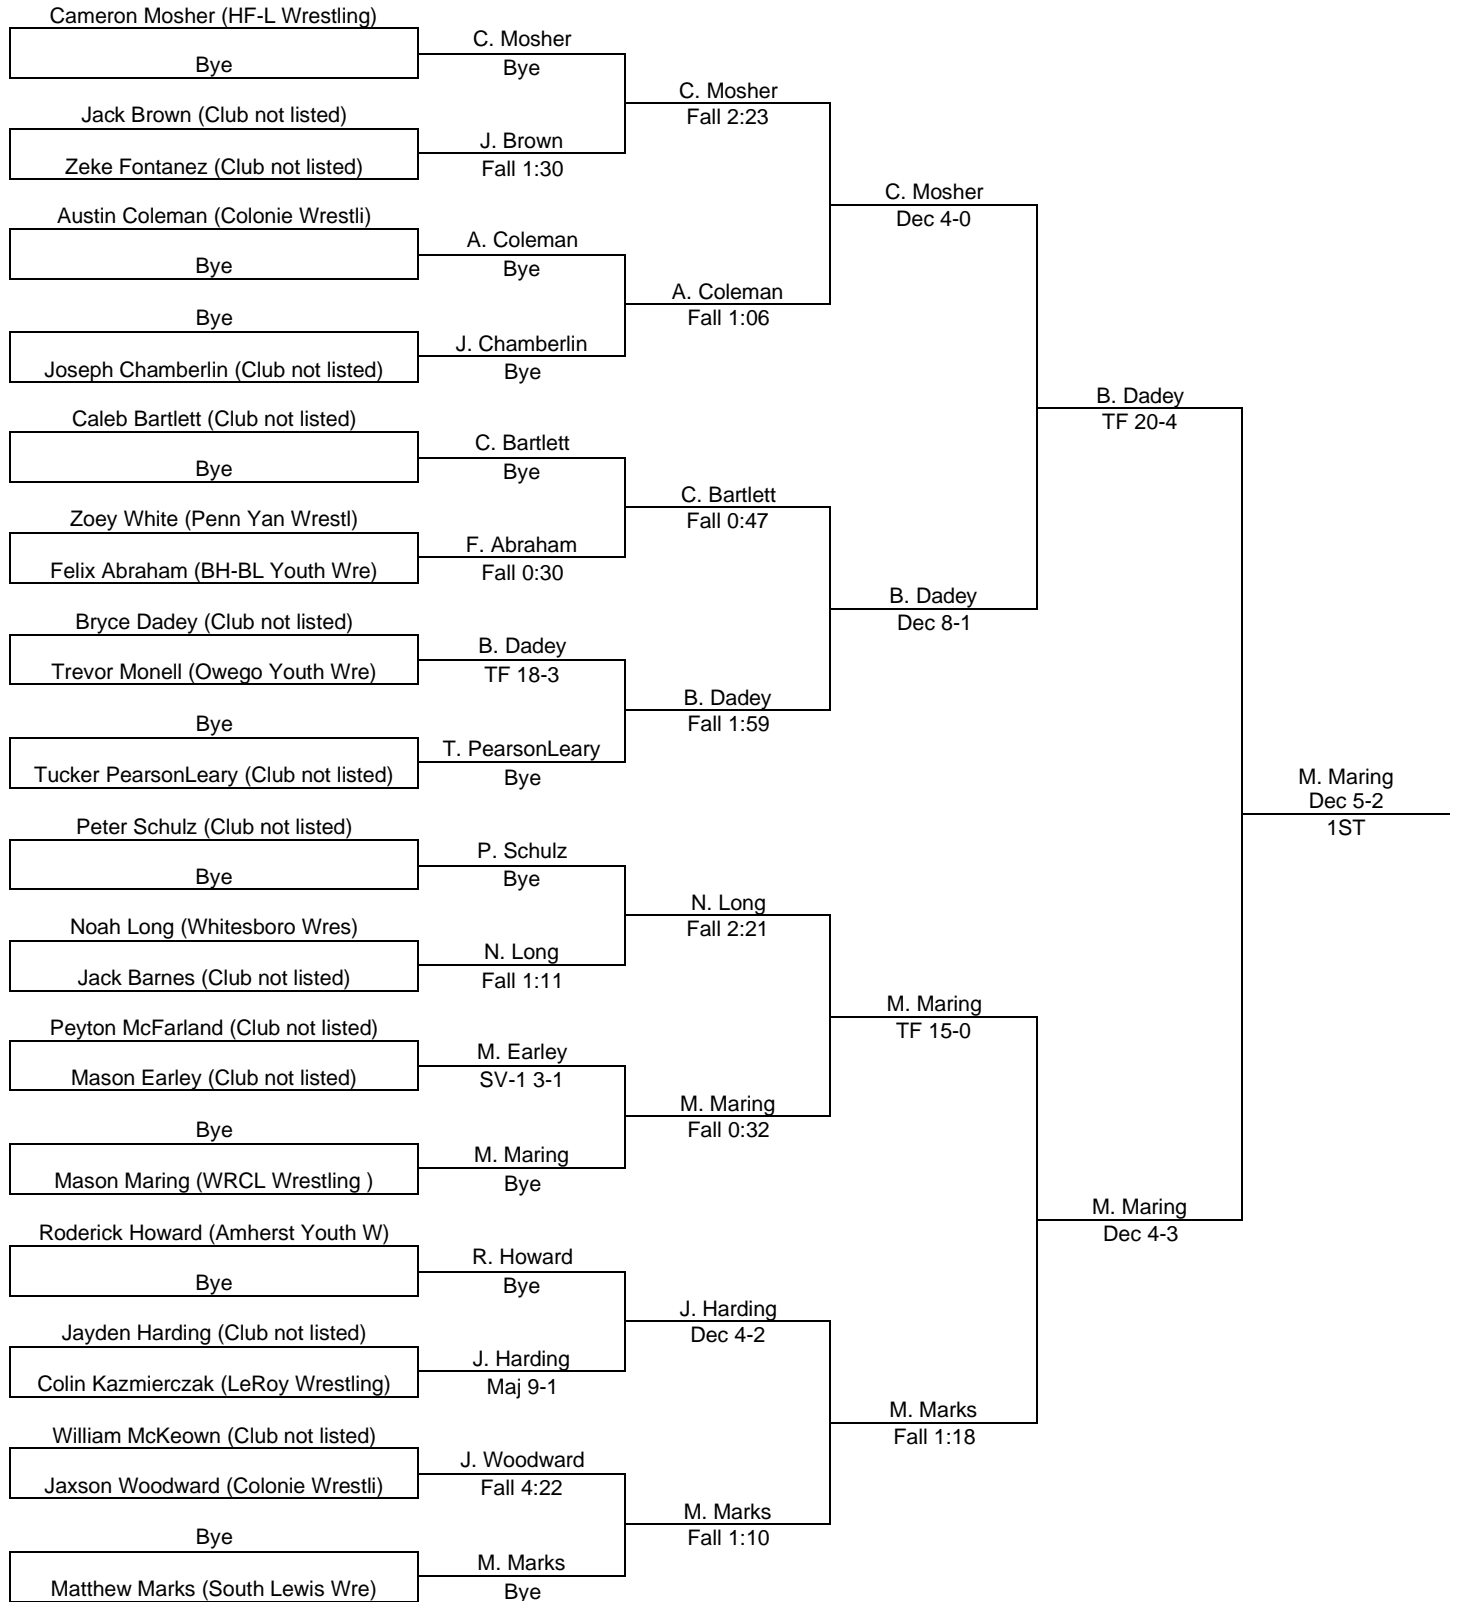 Cameron Mosher (HF-L Wrestling)
Bye
Jack Brown (Club not listed)
Zeke Fontanez (Club not listed)
Austin Coleman (Colonie Wrestli)
Bye
Bye
Joseph Chamberlin (Club not listed)
Caleb Bartlett (Club not listed)
Bye
Zoey White (Penn Yan Wrestl)
Felix Abraham (BH-BL Youth Wre)
Bryce Dadey (Club not listed)
Trevor Monell (Owego Youth Wre)
Bye
Tucker PearsonLeary (Club not listed)
Peter Schulz (Club not listed)
Bye
Noah Long (Whitesboro Wres)
Jack Barnes (Club not listed)
Peyton McFarland (Club not listed)
Mason Earley (Club not listed)
Bye
Mason Maring (WRCL Wrestling )
Roderick Howard (Amherst Youth W)
Bye
Jayden Harding (Club not listed)
Colin Kazmierczak (LeRoy Wrestling)
William McKeown (Club not listed)
Jaxson Woodward (Colonie Wrestli)
Bye
Matthew Marks (South Lewis Wre)
C. Mosher
Bye
J. Brown
Fall 1:30
A. Coleman
Bye
J. Chamberlin
Bye
C. Bartlett
Bye
F. Abraham
Fall 0:30
B. Dadey
TF 18-3
T. PearsonLeary
Bye
P. Schulz
Bye
N. Long
Fall 1:11
M. Earley
SV-1 3-1
M. Maring
Bye
R. Howard
Bye
J. Harding
Maj 9-1
J. Woodward
Fall 4:22
M. Marks
Bye
C. Mosher
Fall 2:23
A. Coleman
Fall 1:06
C. Bartlett
Fall 0:47
B. Dadey
Fall 1:59
N. Long
Fall 2:21
M. Maring
Fall 0:32
J. Harding
Dec 4-2
M. Marks
Fall 1:10
C. Mosher
Dec 4-0
B. Dadey
Dec 8-1
M. Maring
TF 15-0
M. Marks
Fall 1:18
B. Dadey
TF 20-4
M. Maring
Dec 4-3
M. Maring
Dec 5-2
1ST